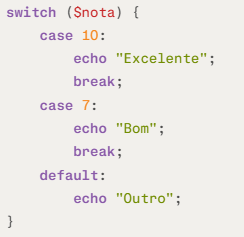 switch ($nota) {
    case 10:
        echo "Excelente";
        break;
    case 7:
        echo "Bom";
        break;
    default:
        echo "Outro";
}